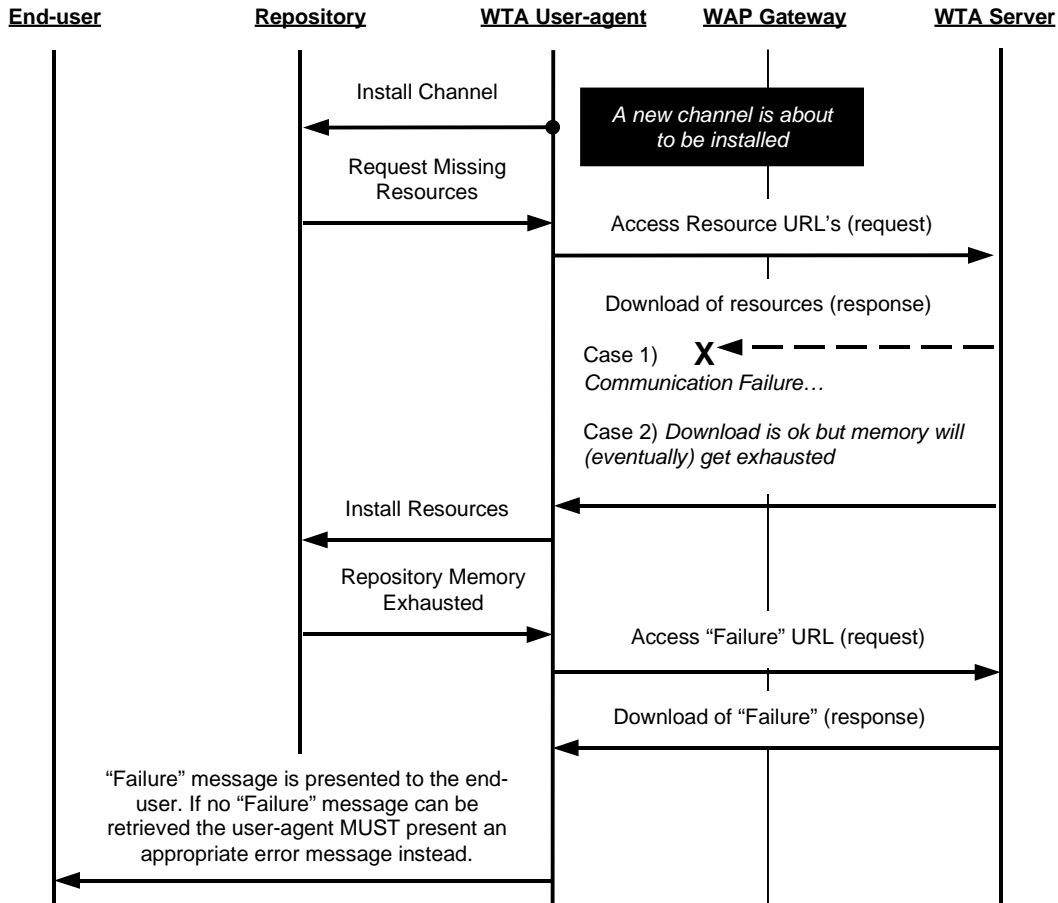 End-user Repository WTA User-agent WAP Gateway WTA Server
Install Channel
A new channel is about
to be installed
Request Missing
Resources
Access Resource URL's (request)
Download of resources (response)
Case 1) X
Communication Failure…
Case 2) Download is ok but memory will
(eventually) get exhausted
Install Resources
Repository Memory
Exhausted
Access “Failure” URL (request)
Download of “Failure” (response)
“Failure” message is presented to the end-
user. If no “Failure” message can be
retrieved the user-agent MUST present an
appropriate error message instead.